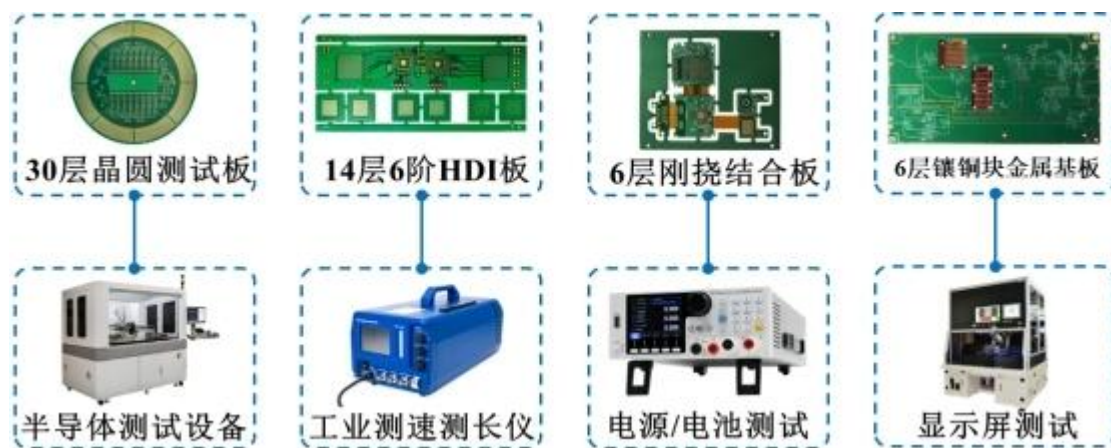 30层晶圆测试板
14层6阶HDI板
6层刚挠结合板
6层镶铜块金属基板
半导体测试设备
工业测速测长仪
电源/电池测试
显示屏测试